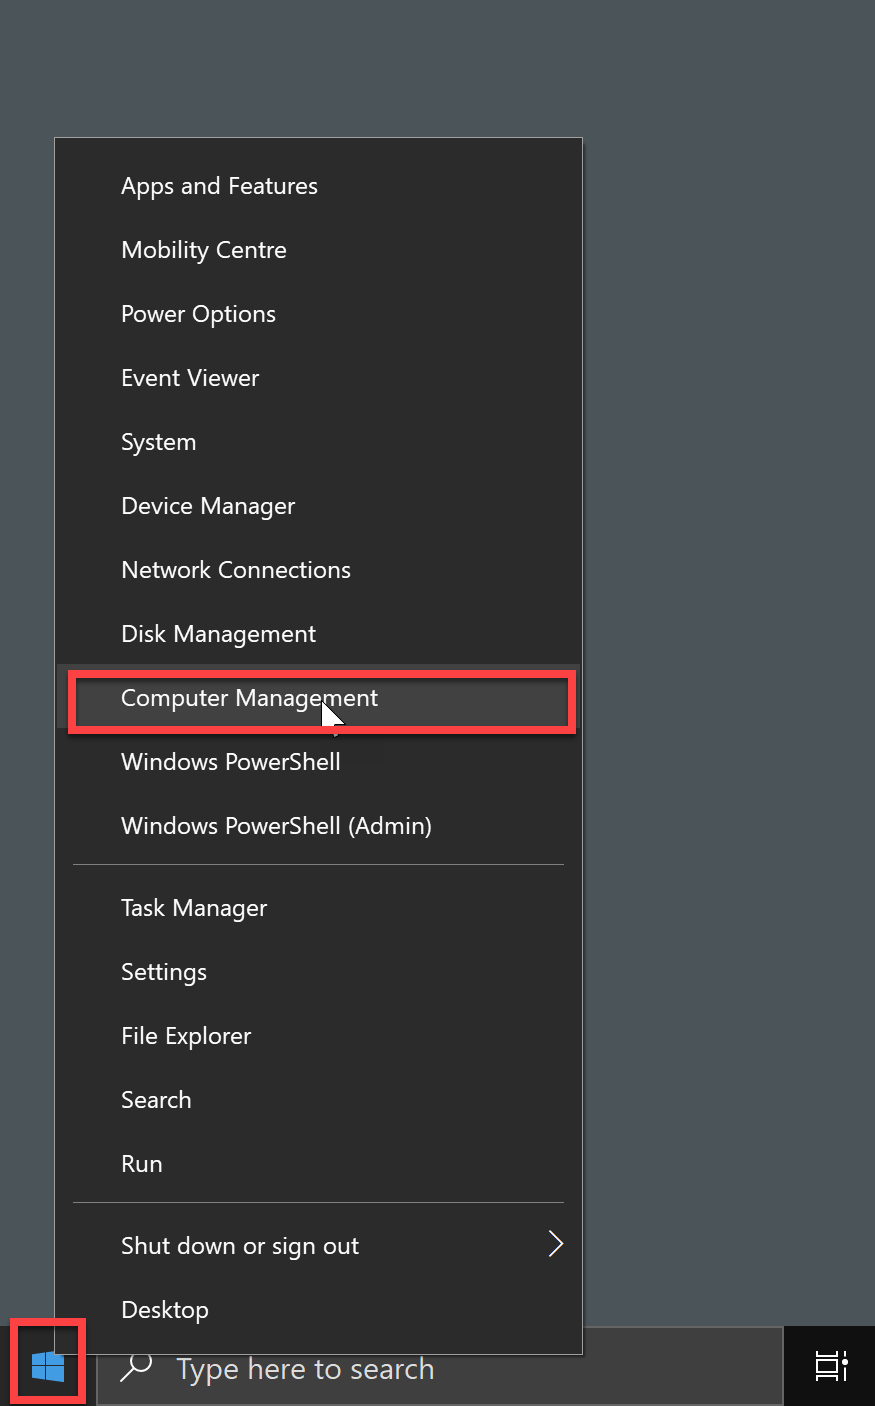 Apps and Features
Mobility Centre
Power Options
Event Viewer
System
Device Manager
Network Connections
Disk Management
Computer Management
Windows PowerShell
Windows PowerShell (Admin)
Task Manager
Settings
File Explorer
Search
Run
Shut down or sign out
Desktop
Type here to search